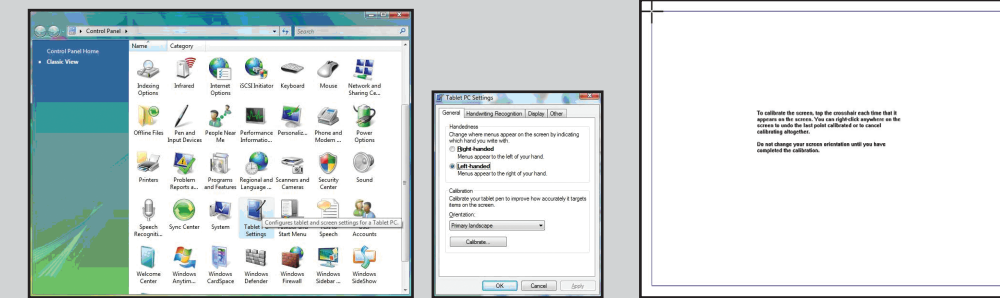 Control Panel
Search
Control Panel Home
Classic View
Name Category
Indexing Options
Infrared
Internet Options
iSCSI Initiator
Keyboard
Mouse
Network and Sharing Ce...
Offline Files
Pen and Input Devices
People Near Me
Performance Informatio...
Personaliz...
Phone and Modem ...
Power Options
Printers
Problem Reports a...
Programs and Features
Regional and Language ...
Scanners and Cameras
Security Center
Sound
Speech Recogniti...
Sync Center
System
Tablet P
Settings
Configures tablet and screen settings for a Tablet PC.
Start Menu
Speech
Accounts
Welcome Center
Windows Anytim...
Windows CardSpace
Windows Defender
Windows Firewall
Windows Sidebar ...
Windows SideShow
Tablet PC Settings
General Handwriting Recognition Display Other
Handedness
Change where menus appear on the screen by indicating
which hand you write with.
Right-handed
Menus appear to the left of your hand.
Left-handed
Menus appear to the right of your hand.
Calibration
Calibrate your tablet pen to improve how accurately it targets
items on the screen.
Orientation:
Primary landscape
Calibrate...
OK Cancel Apply
To calibrate the screen, tap the crosshair each time that it
appears on the screen. You can right-click anywhere on the
screen to undo the last point calibrated or to cancel
calibrating altogether.
Do not change your screen orientation until you have
completed the calibration.